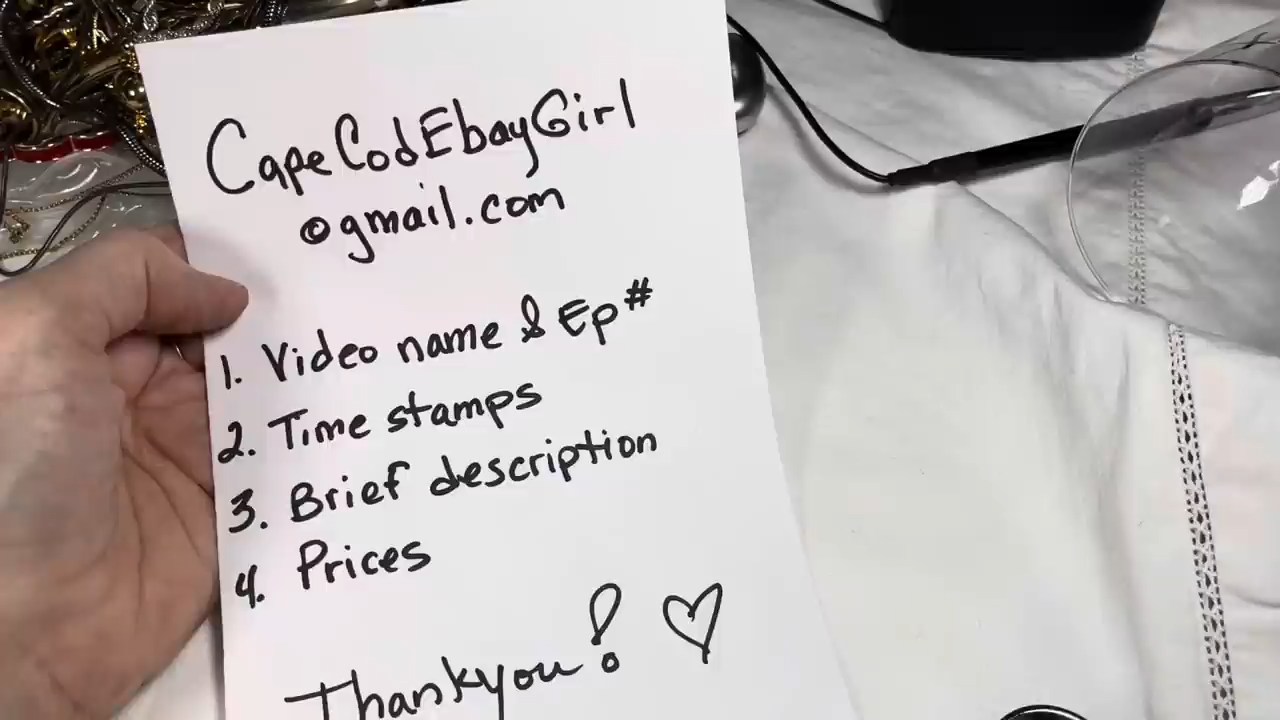 CapeCodEbayGirl
@gmail.com
1. Video name & Ep#
2. Time stamps
3. Brief description
4. Prices
Thankyou! ♡